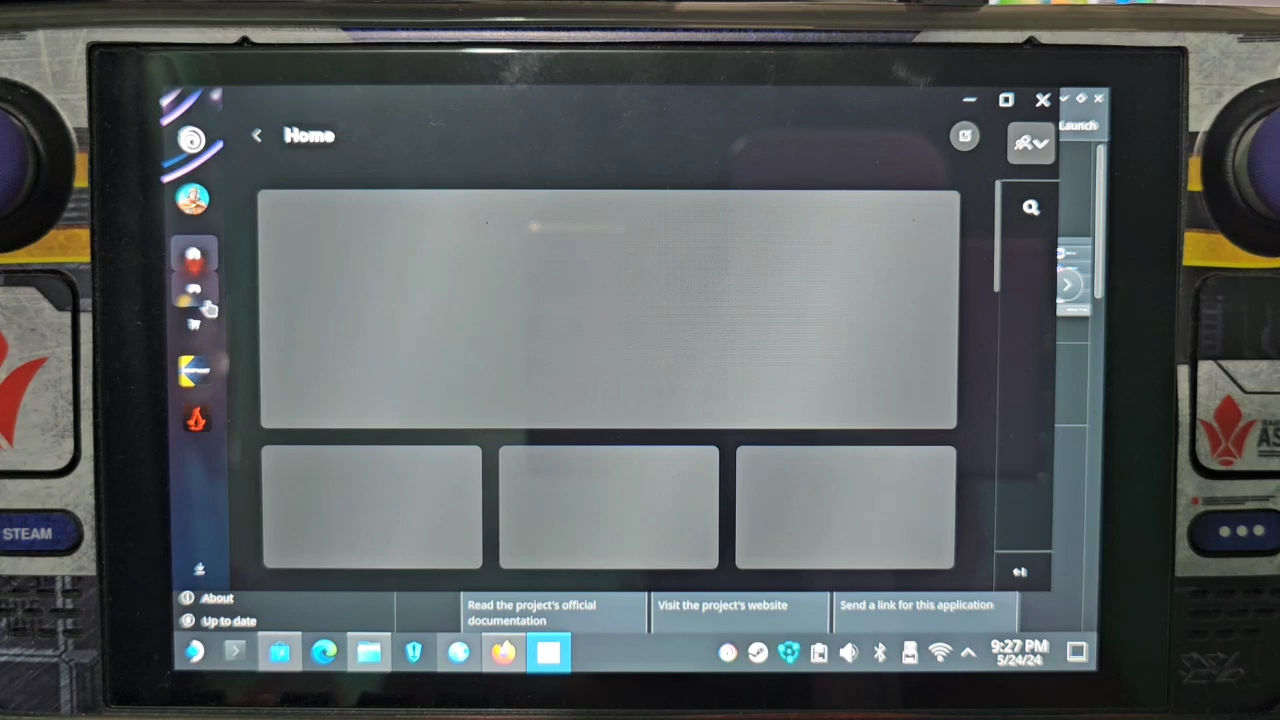 Launch
Home
STEAM
About
Up to date
Read the project's official
documentation
Visit the project's website
Send a link for this application
9:27 PM
5/24/24
AS